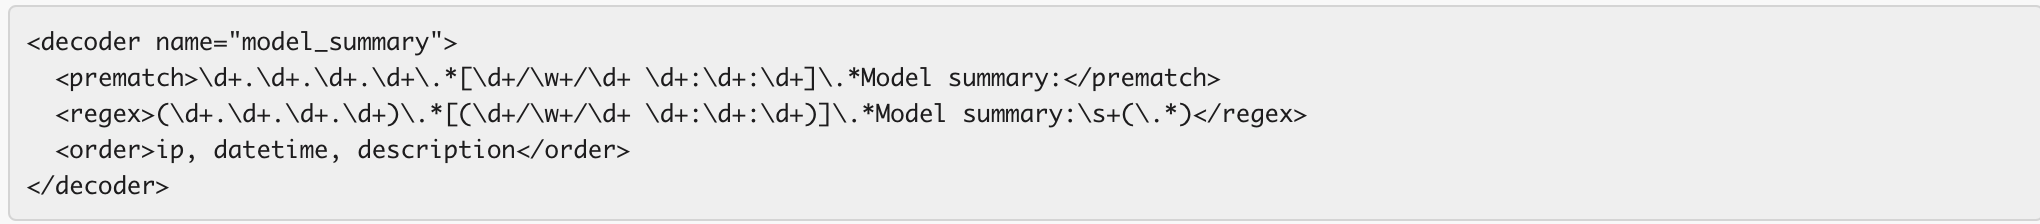 <decoder name="model_summary">
  <prematch>\d+.\d+.\d+.\d+\.*[\d+/\w+/\d+ \d+:\d+:\d+]\.*Model summary:</prematch>
  <regex>(\d+.\d+.\d+.\d+)\.*[(\d+/\w+/\d+ \d+:\d+:\d+)]\.*Model summary:\s+(\.*)</regex>
  <order>ip, datetime, description</order>
</decoder>